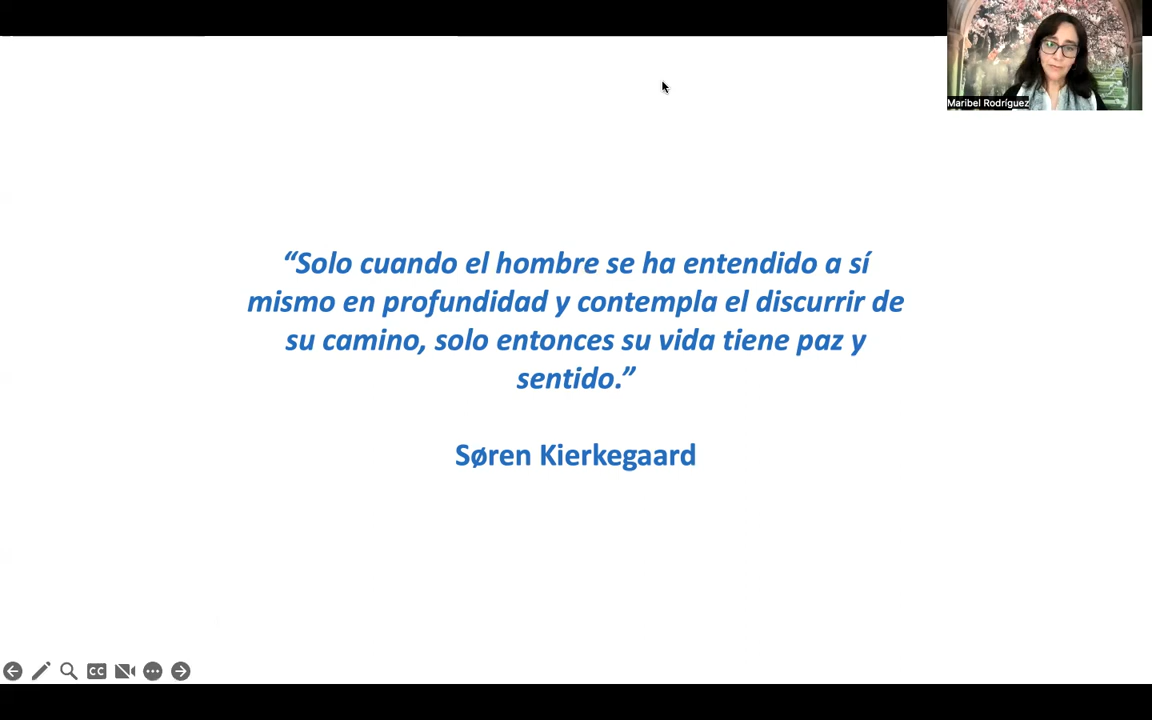 Maribel Rodríguez
“Solo cuando el hombre se ha entendido a sí
mismo en profundidad y contempla el discurrir de
su camino, solo entonces su vida tiene paz y
sentido.”
Søren Kierkegaard
CC